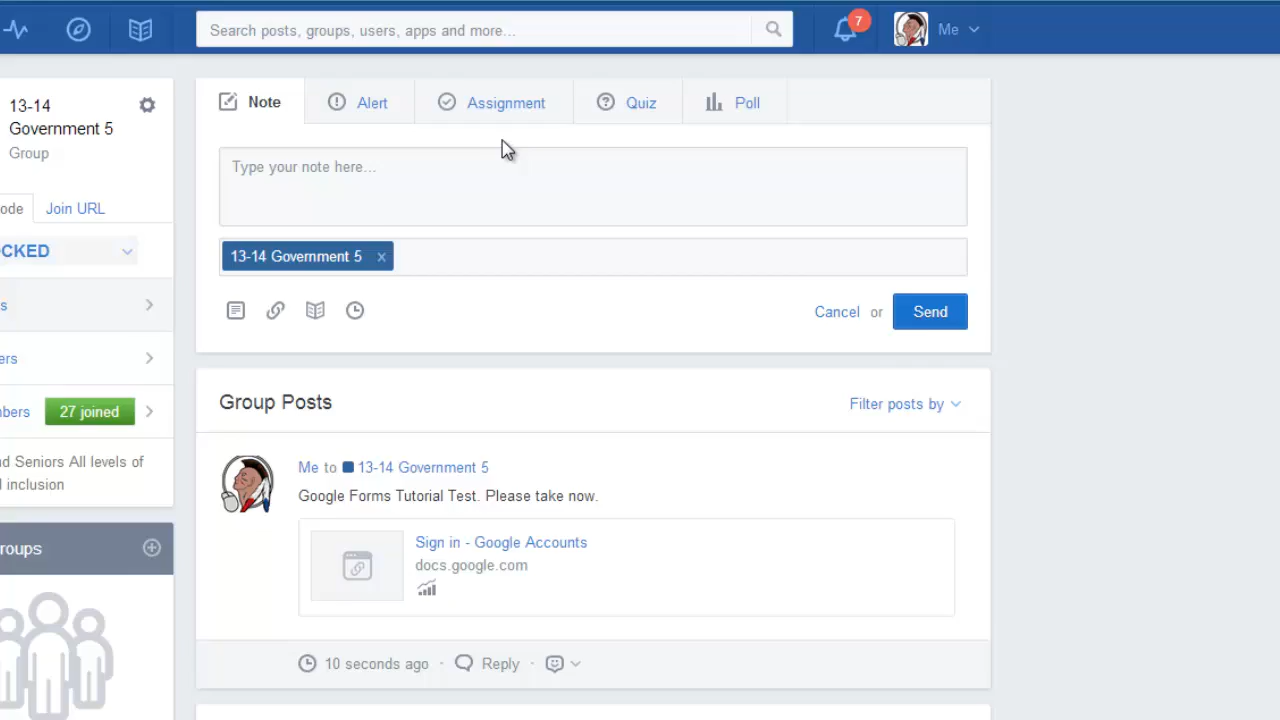 Search posts, groups, users, apps and more...
7
Me
13-14
Government 5
Group
ode
Join URL
OCKED
s
ers
nbers
27 joined
nd Seniors All levels of
l inclusion
roups
Note
Alert
Assignment
Quiz
Poll
Type your note here...
13-14 Government 5 x
Cancel or Send
Group Posts
Filter posts by
Me to 13-14 Government 5
Google Forms Tutorial Test. Please take now.
Sign in - Google Accounts
docs.google.com
10 seconds ago · Reply ·